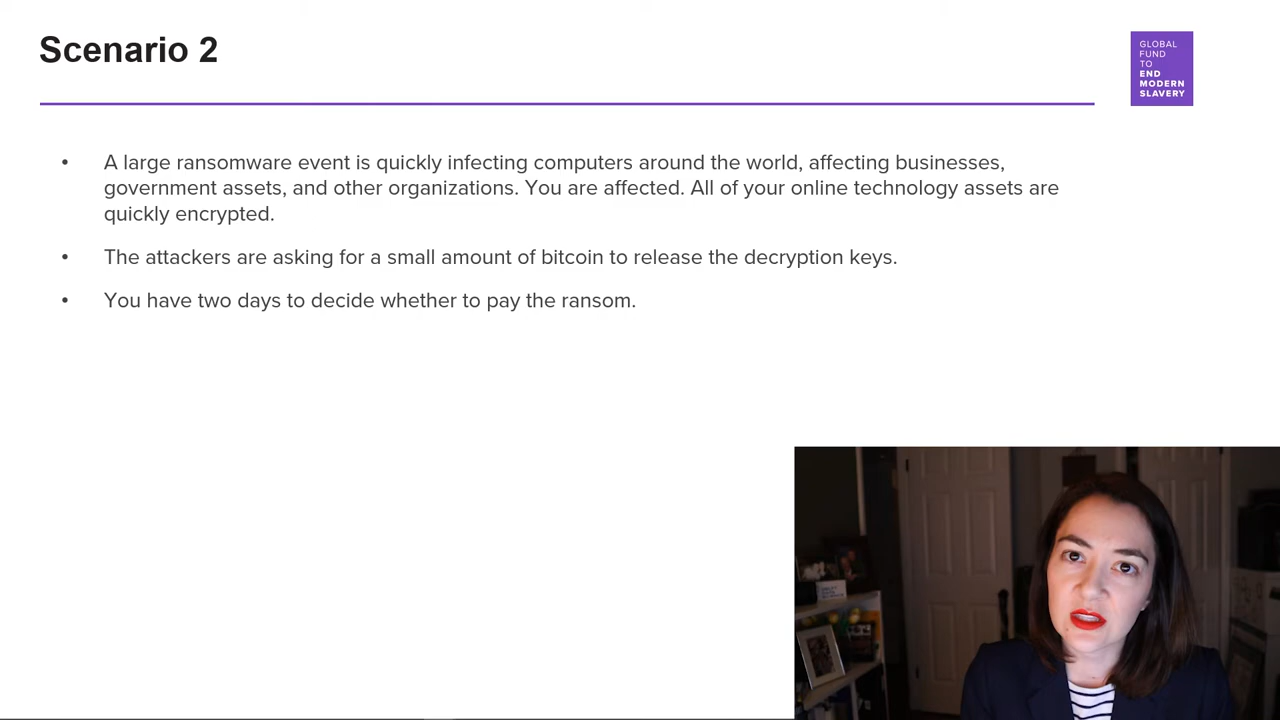 Scenario 2
GLOBAL
FUND
TO
END
MODERN
SLAVERY
• A large ransomware event is quickly infecting computers around the world, affecting businesses,
government assets, and other organizations. You are affected. All of your online technology assets are
quickly encrypted.
• The attackers are asking for a small amount of bitcoin to release the decryption keys.
• You have two days to decide whether to pay the ransom.